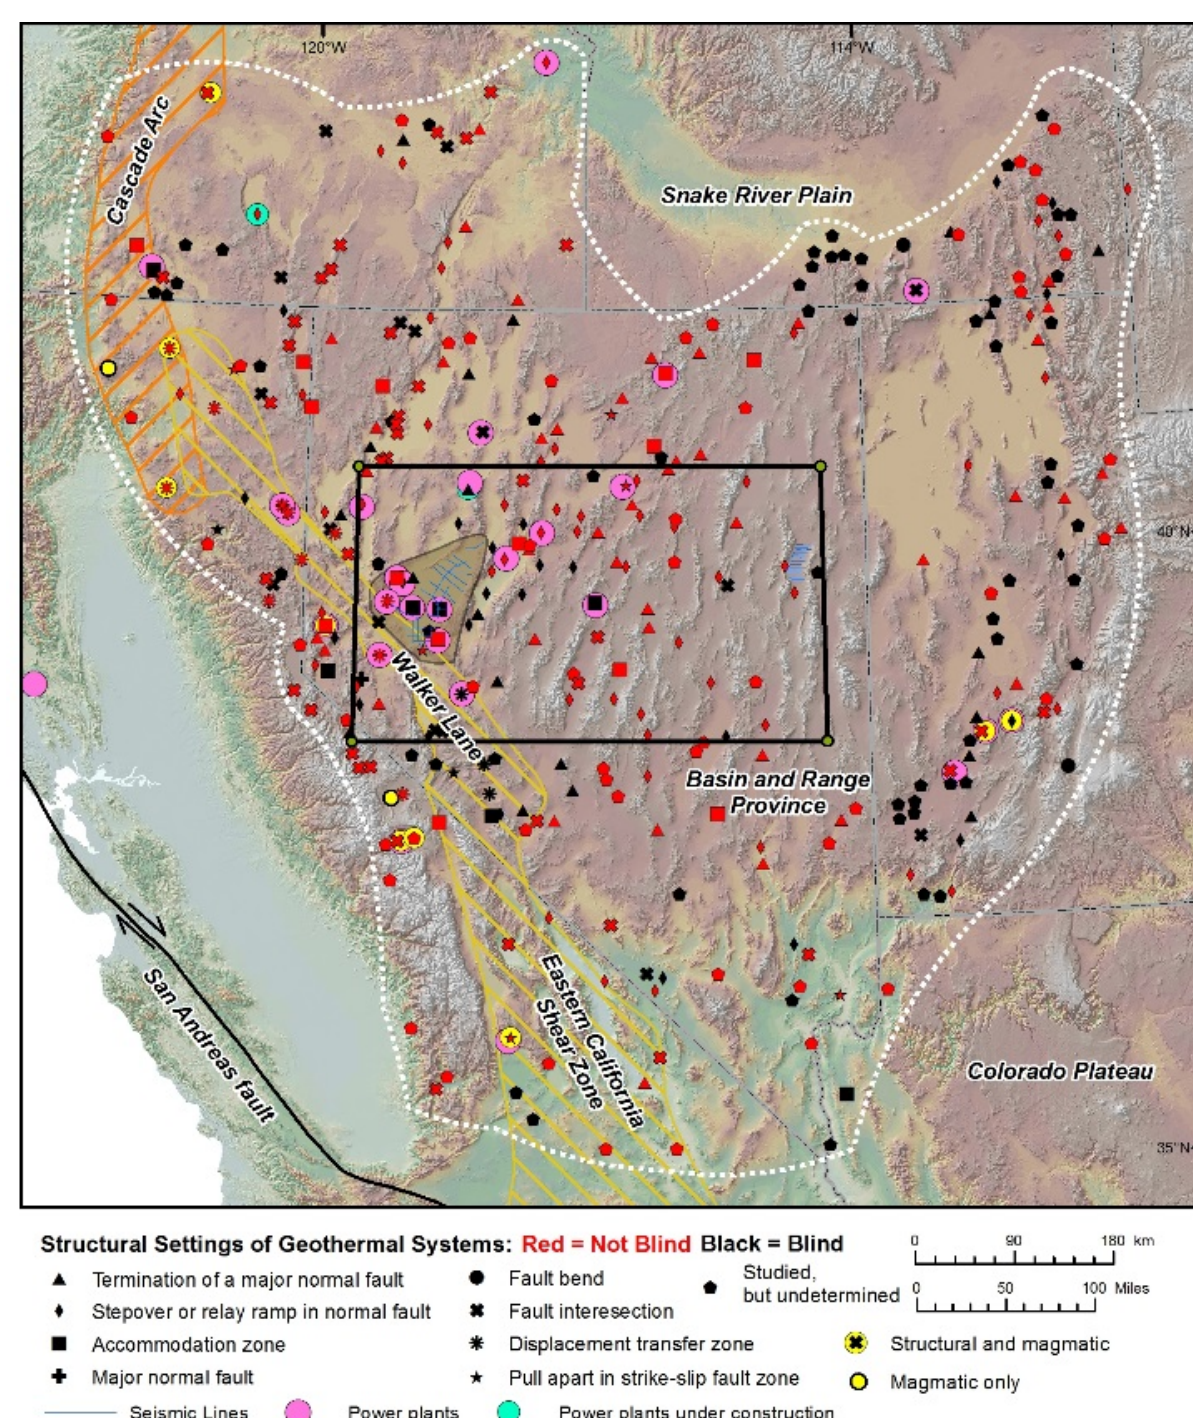 120°W
114°W
Cascade Arc
Snake River Plain
40°N
Walker Lane
Basin and Range
Province
San Andreas fault
Eastern California
Shear Zone
Colorado Plateau
35°N
Structural Settings of Geothermal Systems: Red = Not Blind Black = Blind
0 90 180 km
0 50 100 Miles
Termination of a major normal fault
Fault bend
Studied,
but undetermined
Stepover or relay ramp in normal fault
Fault interesection
Accommodation zone
Displacement transfer zone
Structural and magmatic
Major normal fault
Pull apart in strike-slip fault zone
Magmatic only
Seismic Lines
Power plants
Power plants under construction